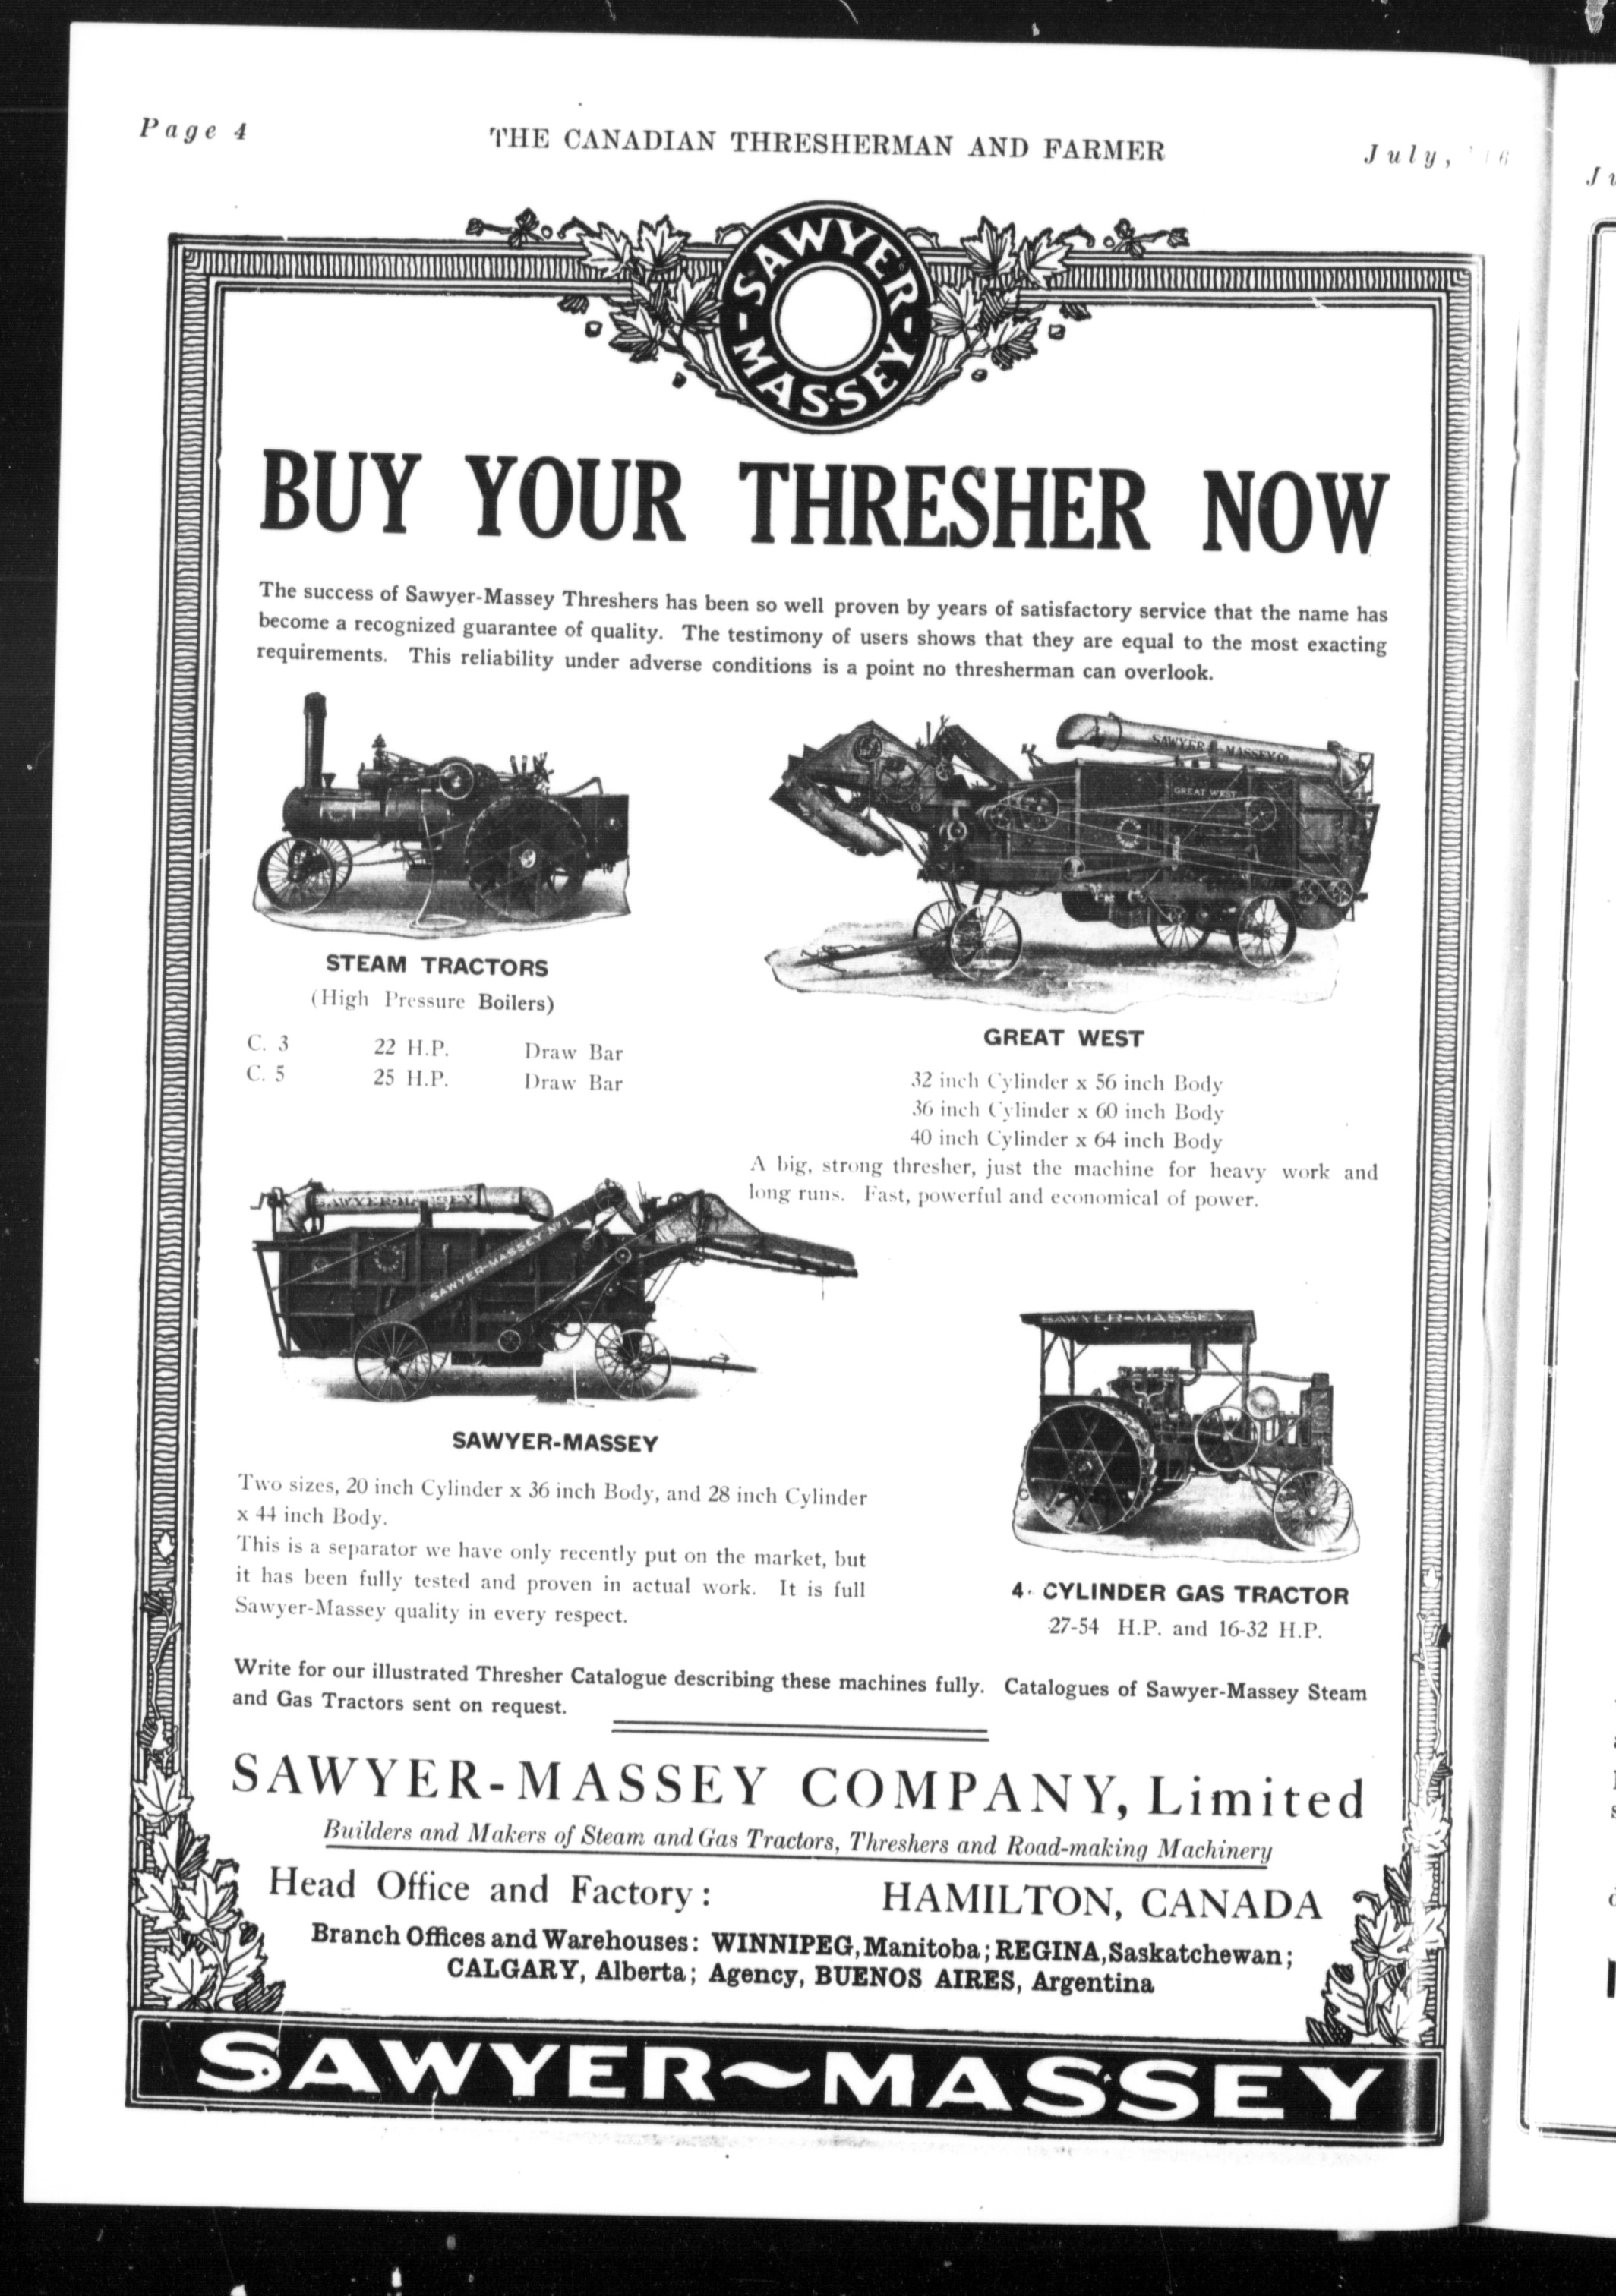 Page 4
THE CANADIAN THRESHERMAN AND FARMER
July, '16
SAWYER-MASSEY
BUY YOUR THRESHER NOW
The success of Sawyer-Massey Threshers has been so well proven by years of satisfactory service that the name has
become a recognized guarantee of quality. The testimony of users shows that they are equal to the most exacting
requirements. This reliability under adverse conditions is a point no thresherman can overlook.
SAWYER-MASSEY Co
GREAT WEST
STEAM TRACTORS
(High Pressure Boilers)
C. 3 22 H.P. Draw Bar
C. 5 25 H.P. Draw Bar
GREAT WEST
32 inch Cylinder x 56 inch Body
36 inch Cylinder x 60 inch Body
40 inch Cylinder x 64 inch Body
A big, strong thresher, just the machine for heavy work and
long runs. Fast, powerful and economical of power.
SAWYER-MASSEY
SAWYER-MASSEY Nº1
SAWYER-MASSEY
SAWYER-MASSEY
Two sizes, 20 inch Cylinder x 36 inch Body, and 28 inch Cylinder
x 44 inch Body.
This is a separator we have only recently put on the market, but
it has been fully tested and proven in actual work. It is full
Sawyer-Massey quality in every respect.
4 CYLINDER GAS TRACTOR
27-54 H.P. and 16-32 H.P.
Write for our illustrated Thresher Catalogue describing these machines fully. Catalogues of Sawyer-Massey Steam
and Gas Tractors sent on request.
SAWYER-MASSEY COMPANY, Limited
Builders and Makers of Steam and Gas Tractors, Threshers and Road-making Machinery
Head Office and Factory: HAMILTON, CANADA
Branch Offices and Warehouses: WINNIPEG, Manitoba; REGINA, Saskatchewan;
CALGARY, Alberta; Agency, BUENOS AIRES, Argentina
SAWYER~MASSEY